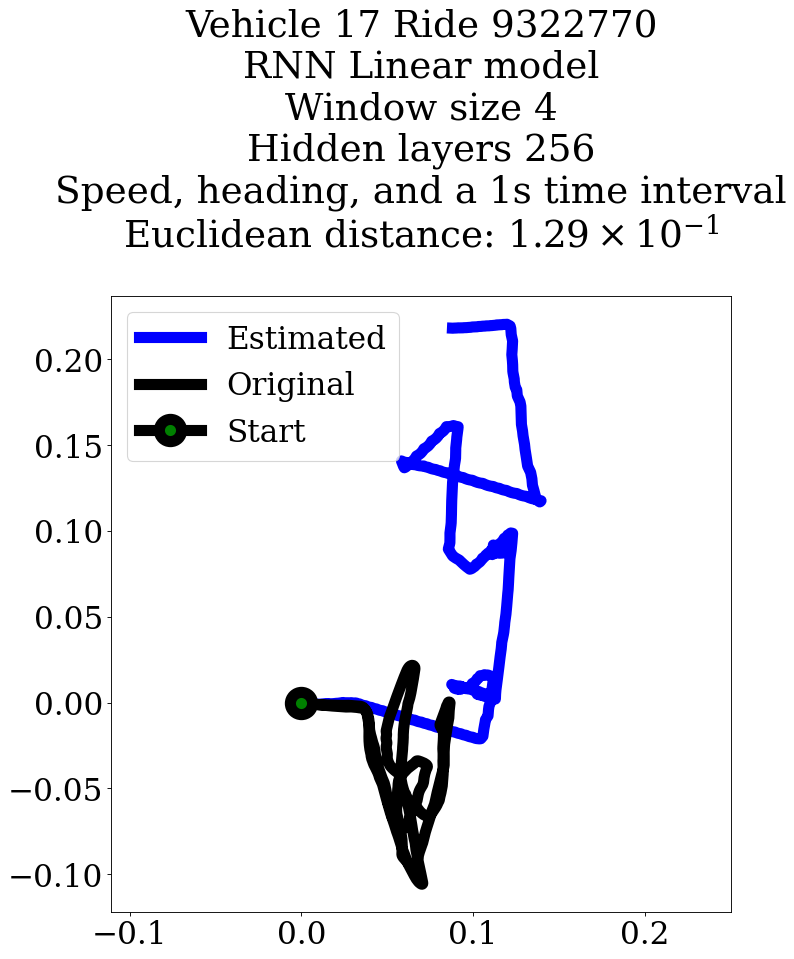 Vehicle 17 Ride 9322770
RNN Linear model
Window size 4
Hidden layers 256
Speed, heading, and a 1s time interval
Euclidean distance: 1.29 × 10⁻¹
Estimated
Original
Start
0.20
0.15
0.10
0.05
0.00
−0.05
−0.10
−0.1 0.0 0.1 0.2